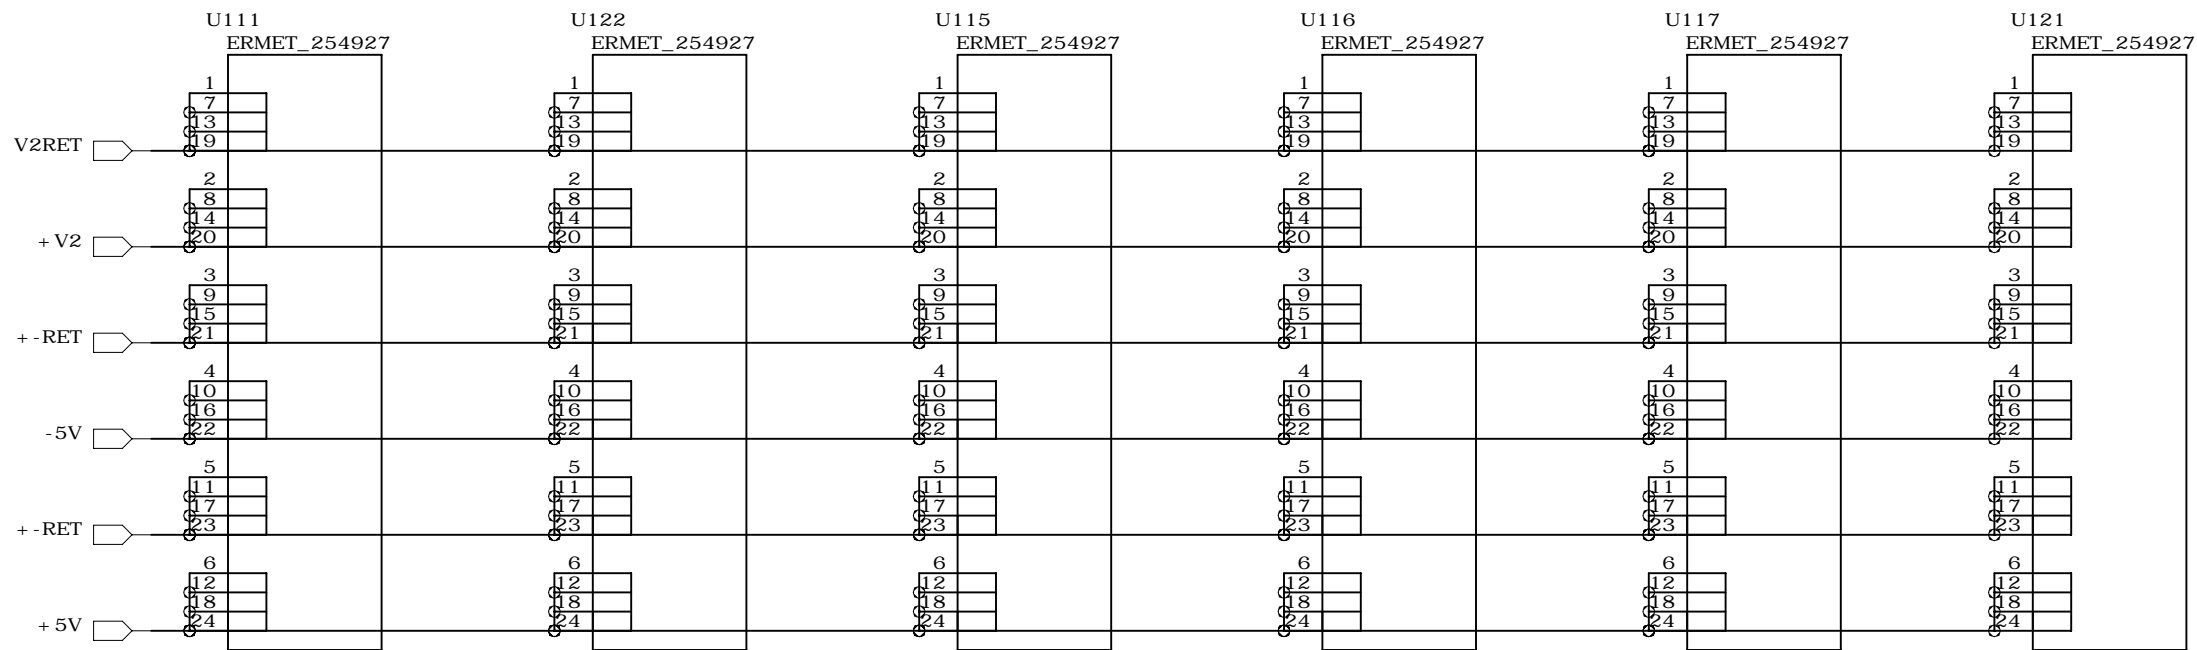 U111 U122 U115 U116 U117 U121
ERMET_254927 ERMET_254927 ERMET_254927 ERMET_254927 ERMET_254927 ERMET_254927
1 1 1 1 1 1
7 7 7 7 7 7
13 13 13 13 13 13
V2RET 19 19 19 19 19 19
2 2 2 2 2 2
8 8 8 8 8 8
14 14 14 14 14 14
+V2 20 20 20 20 20 20
3 3 3 3 3 3
9 9 9 9 9 9
15 15 15 15 15 15
+-RET 21 21 21 21 21 21
4 4 4 4 4 4
10 10 10 10 10 10
16 16 16 16 16 16
-5V 22 22 22 22 22 22
5 5 5 5 5 5
11 11 11 11 11 11
17 17 17 17 17 17
+-RET 23 23 23 23 23 23
6 6 6 6 6 6
12 12 12 12 12 12
18 18 18 18 18 18
+5V 24 24 24 24 24 24